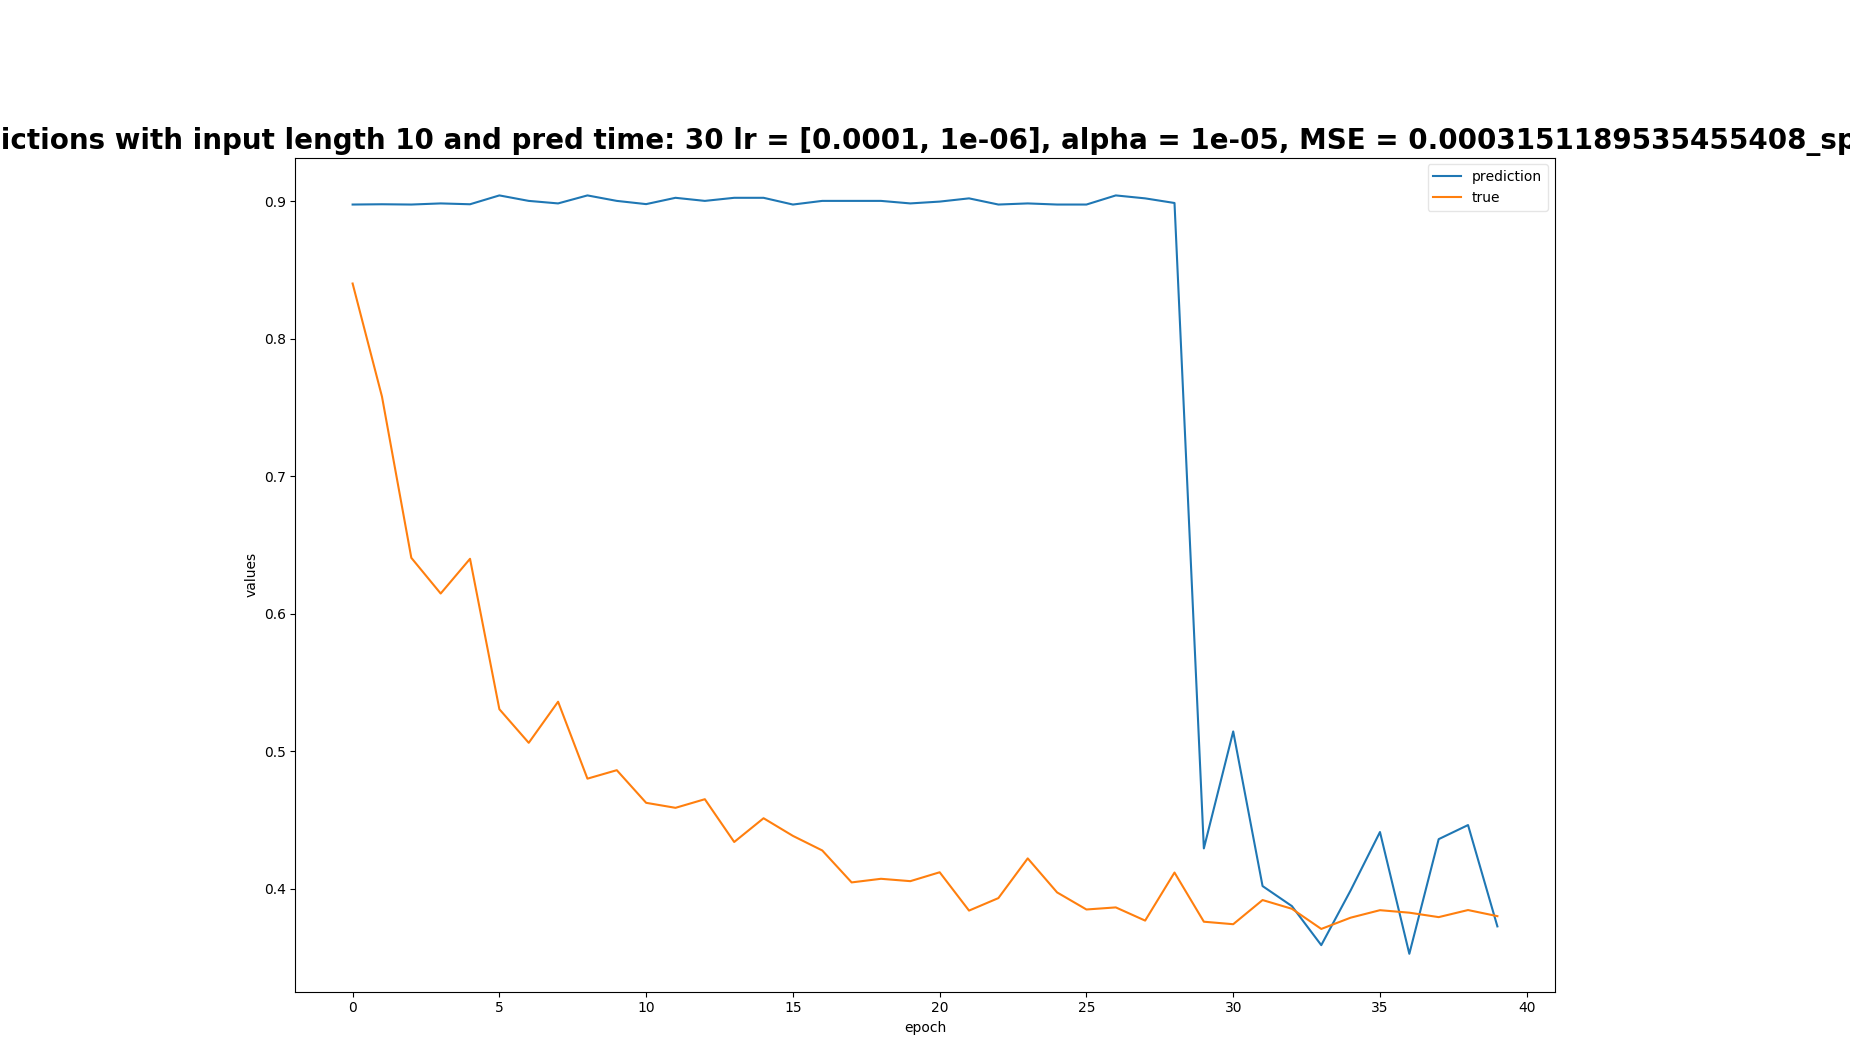 ictions with input length 10 and pred time: 30 lr = [0.0001, 1e-06], alpha = 1e-05, MSE = 0.0003151189535455408_sp
prediction
true
0.9
0.8
0.7
0.6
0.5
0.4
values
0 5 10 15 20 25 30 35 40
epoch